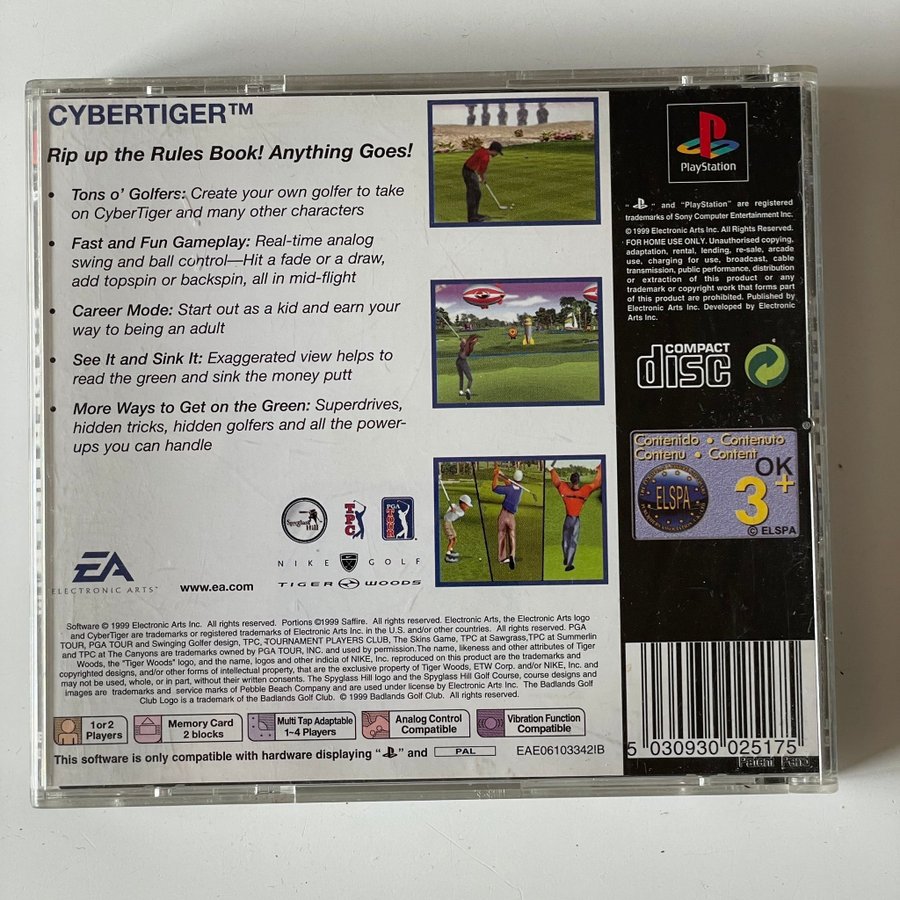 CYBERTIGER™
Rip up the Rules Book! Anything Goes!
• Tons o' Golfers: Create your own golfer to take
on CyberTiger and many other characters
• Fast and Fun Gameplay: Real-time analog
swing and ball control—Hit a fade or a draw,
add topspin or backspin, all in mid-flight
• Career Mode: Start out as a kid and earn your
way to being an adult
• See It and Sink It: Exaggerated view helps to
read the green and sink the money putt
• More Ways to Get on the Green: Superdrives,
hidden tricks, hidden golfers and all the power-
ups you can handle
Spyglass Hill
TPC
PGA TOUR
NIKE GOLF
TIGER WOODS
EA
ELECTRONIC ARTS™
www.ea.com
Software © 1999 Electronic Arts Inc. All rights reserved. Portions ©1999 Saffire. All rights reserved. Electronic Arts, the Electronic Arts logo
and CyberTiger are trademarks or registered trademarks of Electronic Arts Inc. in the U.S. and/or other countries. All rights reserved. PGA
TOUR, PGA TOUR and Swinging Golfer design, TPC, TOURNAMENT PLAYERS CLUB, The Skins Game, TPC at Sawgrass,TPC at Summerlin
and TPC at The Canyons are trademarks owned by PGA TOUR, INC. and used by permission.The name, likeness and other attributes of Tiger
Woods, the "Tiger Woods" logo, and the name, logos and other indicia of NIKE, Inc. reproduced on this product are trademarks and
copyrighted designs, and/or other forms of intellectual property, that are the exclusive property of Tiger Woods, ETW Corp. and/or NIKE, Inc. and
may not be used, whole, or in part, without their written consents. The Spyglass Hill logo and the Spyglass Hill Golf Course, course designs and
images are trademarks and service marks of Pebble Beach Company and are used under license by Electronic Arts Inc. The Badlands Golf
Club Logo is a trademark of the Badlands Golf Club. © 1999 Badlands Golf Club. All rights reserved.
1 or 2
Players
Memory Card
2 blocks
Multi Tap Adaptable
1~4 Players
Analog Control
Compatible
Vibration Function
Compatible
This software is only compatible with hardware displaying " " and PAL
EAE06103342IB
PlayStation
" " and "PlayStation" are registered
trademarks of Sony Computer Entertainment Inc.
©1999 Electronic Arts Inc. All Rights Reserved.
FOR HOME USE ONLY. Unauthorised copying,
adaptation, rental, lending, re-sale, arcade
use, charging for use, broadcast, cable
transmission, public performance, distribution
or extraction of this product or any
trademark or copyright work that forms part
of this product are prohibited. Published by
Electronic Arts Inc. Developed by Electronic
Arts Inc.
COMPACT
disc
Contenido • Contenuto
Contenu • Content
ELSPA
OK
3+
© ELSPA
5 030930 025175
Patent Pend